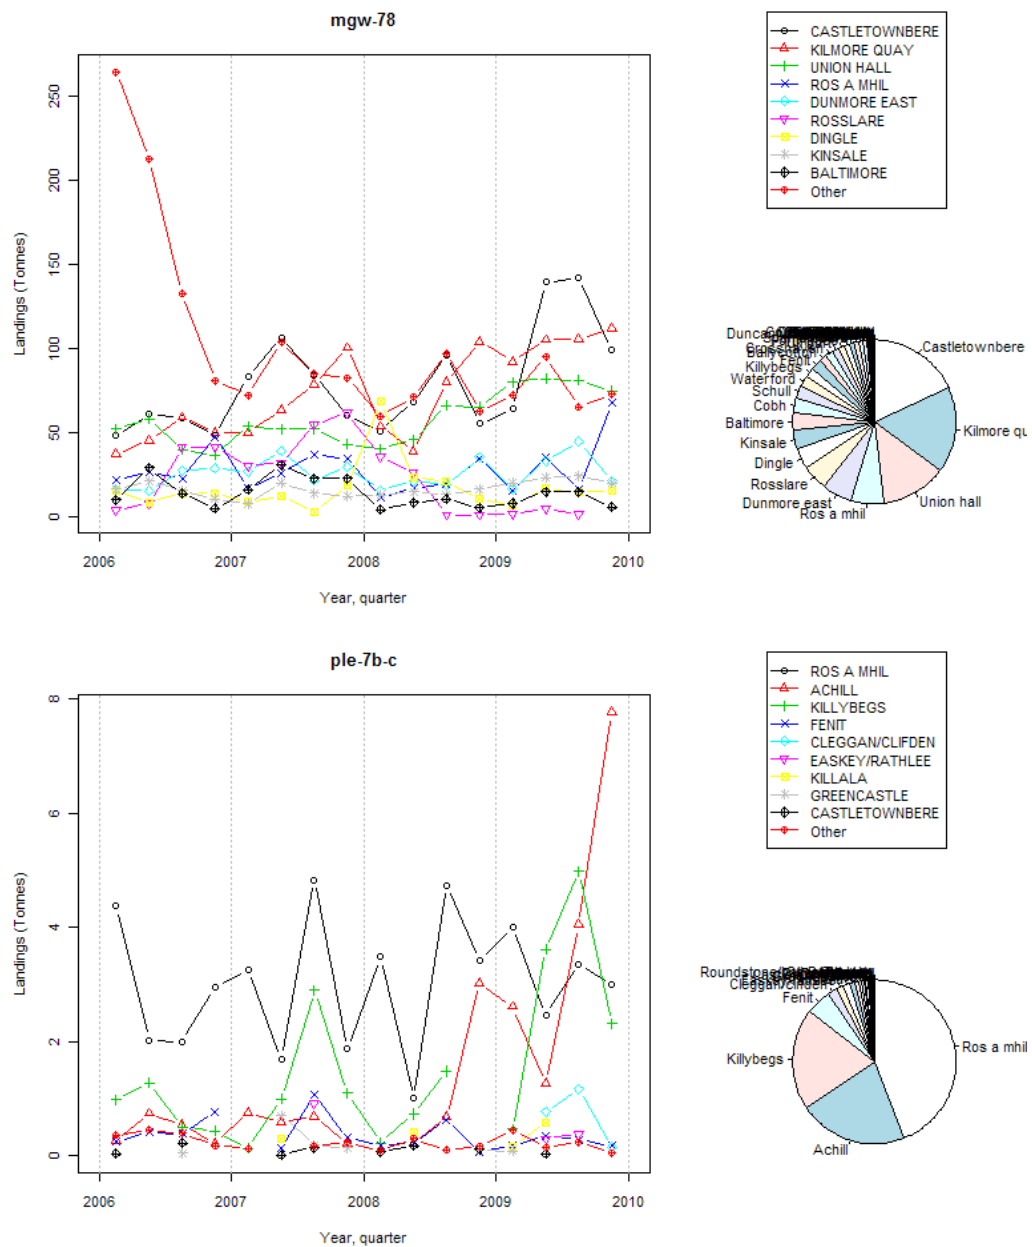 mgw-78
CASTLETOWNBERE
KILMORE QUAY
UNION HALL
ROS A MHIL
DUNMORE EAST
ROSSLARE
DINGLE
KINSALE
BALTIMORE
Other
Landings (Tonnes)
250
200
150
100
50
0
2006 2007 2008 2009 2010
Year, quarter
Castletownbere
Kilmore qu
Union hall
Ros a mhil
Dunmore east
Rosslare
Dingle
Kinsale
Baltimore
Cobh
Schull
Waterford
Killybegs
Fenit
ple-7b-c
ROS A MHIL
ACHILL
KILLYBEGS
FENIT
CLEGGAN/CLIFDEN
EASKEY/RATHLEE
KILLALA
GREENCASTLE
CASTLETOWNBERE
Other
Landings (Tonnes)
8
6
4
2
0
2006 2007 2008 2009 2010
Year, quarter
Ros a mhil
Achill
Killybegs
Fenit
Cleggan/clifden
Roundstone